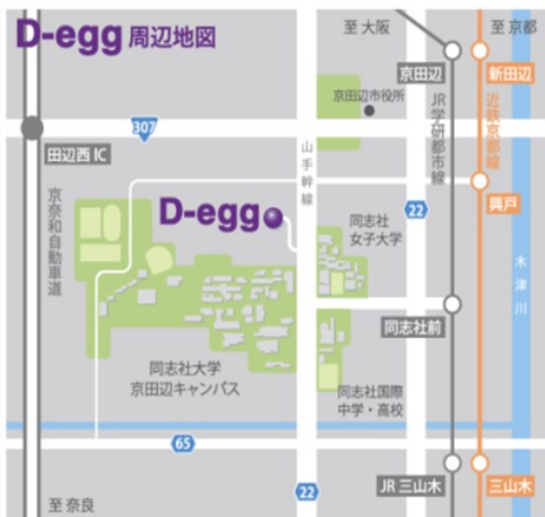 D-egg 周辺地図
至 大阪
至 京都
京田辺
新田辺
京田辺市役所
307
田辺西 IC
山手幹線
JR学研都市線
近鉄京都線
D-egg
22
興戸
京奈和自動車道
同志社
女子大学
木津川
同志社前
同志社大学
京田辺キャンパス
同志社国際
中学・高校
65
22
JR 三山木
三山木
至 奈良